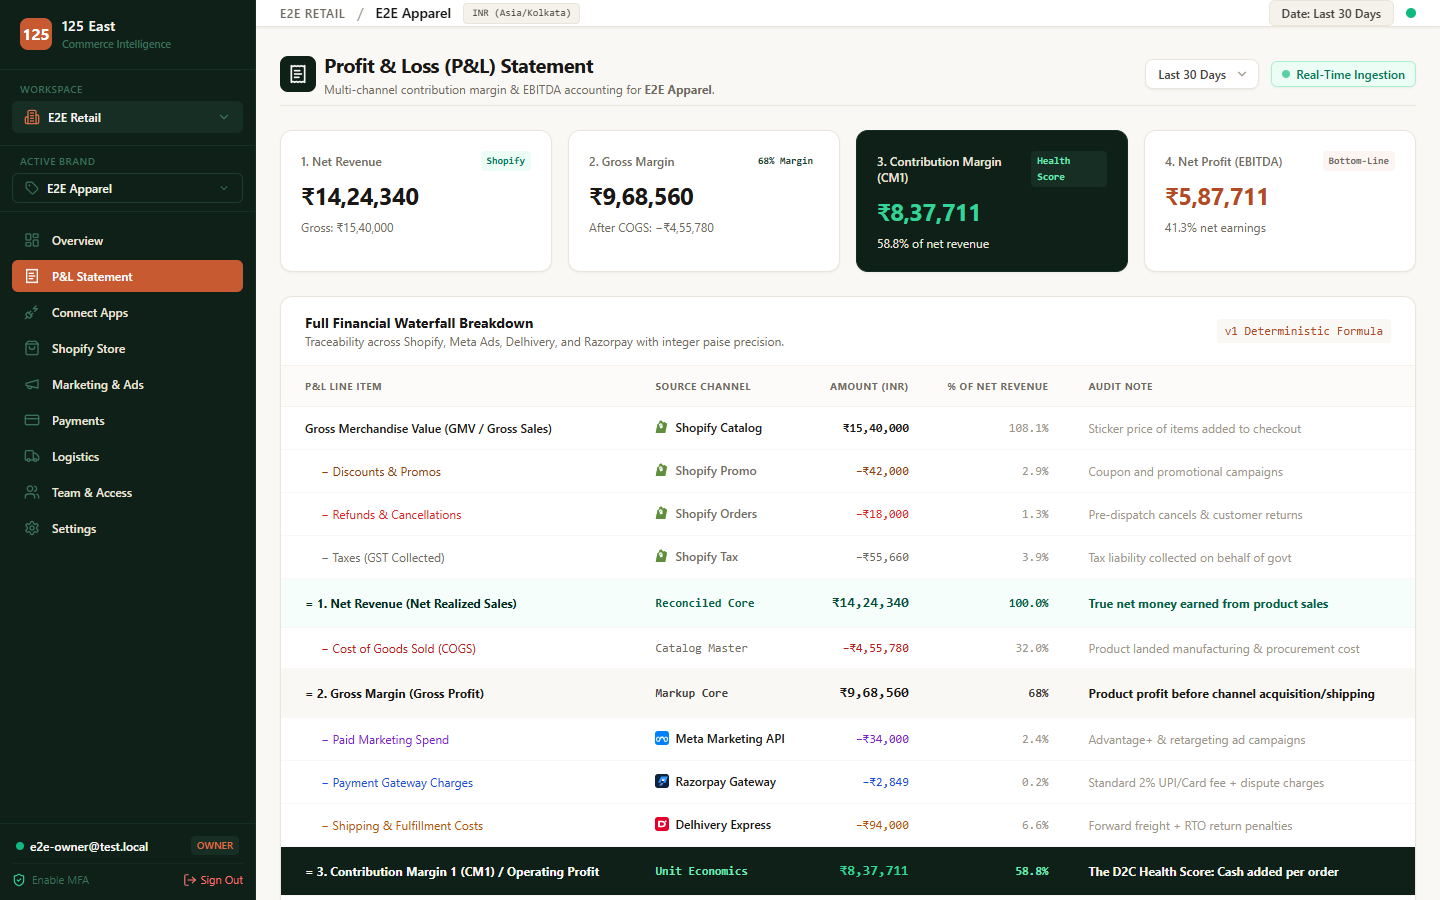 125
125 East
Commerce Intelligence
WORKSPACE
E2E Retail
ACTIVE BRAND
E2E Apparel
Overview
P&L Statement
Connect Apps
Shopify Store
Marketing & Ads
Payments
Logistics
Team & Access
Settings
e2e-owner@test.local OWNER
Enable MFA Sign Out
E2E RETAIL / E2E Apparel INR (Asia/Kolkata) Date: Last 30 Days
Profit & Loss (P&L) Statement
Multi-channel contribution margin & EBITDA accounting for E2E Apparel.
Last 30 Days Real-Time Ingestion
1. Net Revenue Shopify
₹14,24,340
Gross: ₹15,40,000
2. Gross Margin 68% Margin
₹9,68,560
After COGS: −₹4,55,780
3. Contribution Margin (CM1) Health Score
₹8,37,711
58.8% of net revenue
4. Net Profit (EBITDA) Bottom-Line
₹5,87,711
41.3% net earnings
Full Financial Waterfall Breakdown
Traceability across Shopify, Meta Ads, Delhivery, and Razorpay with integer paise precision.
v1 Deterministic Formula
P&L LINE ITEM SOURCE CHANNEL AMOUNT (INR) % OF NET REVENUE AUDIT NOTE
Gross Merchandise Value (GMV / Gross Sales) Shopify Catalog ₹15,40,000 108.1% Sticker price of items added to checkout
− Discounts & Promos Shopify Promo −₹42,000 2.9% Coupon and promotional campaigns
− Refunds & Cancellations Shopify Orders −₹18,000 1.3% Pre-dispatch cancels & customer returns
− Taxes (GST Collected) Shopify Tax −₹55,660 3.9% Tax liability collected on behalf of govt
= 1. Net Revenue (Net Realized Sales) Reconciled Core ₹14,24,340 100.0% True net money earned from product sales
− Cost of Goods Sold (COGS) Catalog Master −₹4,55,780 32.0% Product landed manufacturing & procurement cost
= 2. Gross Margin (Gross Profit) Markup Core ₹9,68,560 68% Product profit before channel acquisition/shipping
− Paid Marketing Spend Meta Marketing API −₹34,000 2.4% Advantage+ & retargeting ad campaigns
− Payment Gateway Charges Razorpay Gateway −₹2,849 0.2% Standard 2% UPI/Card fee + dispute charges
− Shipping & Fulfillment Costs Delhivery Express −₹94,000 6.6% Forward freight + RTO return penalties
= 3. Contribution Margin 1 (CM1) / Operating Profit Unit Economics ₹8,37,711 58.8% The D2C Health Score: Cash added per order